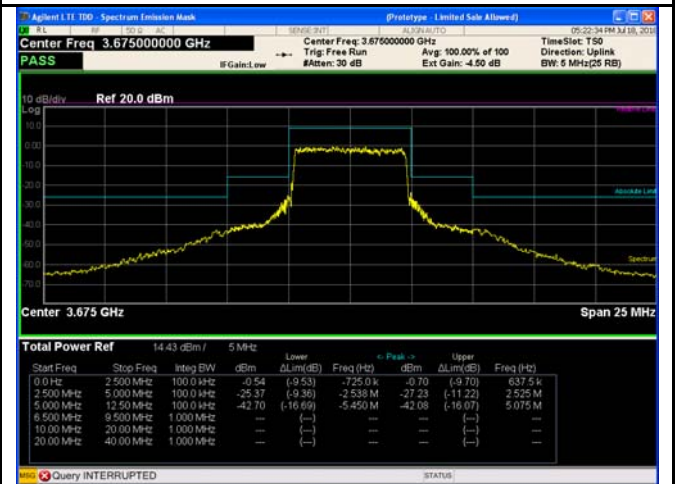 Agilent LTE TDD - Spectrum Emission Mask (Prototype - Limited Sale Allowed)
RL RF 50 Ω AC SENSE:INT ALIGN AUTO 05:22:34 PM Jul 18, 2018
Center Freq 3.675000000 GHz Center Freq: 3.675000000 GHz TimeSlot: TS0
Trig: Free Run Avg: 100.00% of 100 Direction: Uplink
PASS IFGain:Low #Atten: 30 dB Ext Gain: -4.50 dB BW: 5 MHz(25 RB)
10 dB/div Ref 20.0 dBm
Log
Relative Limit
10.0
0.00
-10.0
-20.0
Absolute Limit
-30.0
-40.0
-50.0
-60.0
Spectrum
-70.0
Center 3.675 GHz Span 25 MHz
Total Power Ref 14.43 dBm / 5 MHz
Lower <- Peak -> Upper
Start Freq Stop Freq Integ BW dBm ΔLim(dB) Freq (Hz) dBm ΔLim(dB) Freq (Hz)
0.0 Hz 2.500 MHz 100.0 kHz -0.54 (-9.53) -725.0 k -0.70 (-9.70) 637.5 k
2.500 MHz 5.000 MHz 100.0 kHz -25.37 (-9.36) -2.538 M -27.23 (-11.22) 2.525 M
5.000 MHz 12.50 MHz 100.0 kHz -42.70 (-16.69) -5.450 M -42.08 (-16.07) 5.075 M
6.500 MHz 9.500 MHz 1.000 MHz --- (---) --- --- (---) ---
10.00 MHz 20.00 MHz 1.000 MHz --- (---) --- --- (---) ---
20.00 MHz 40.00 MHz 1.000 MHz --- (---) --- --- (---) ---
MSG Query INTERRUPTED STATUS